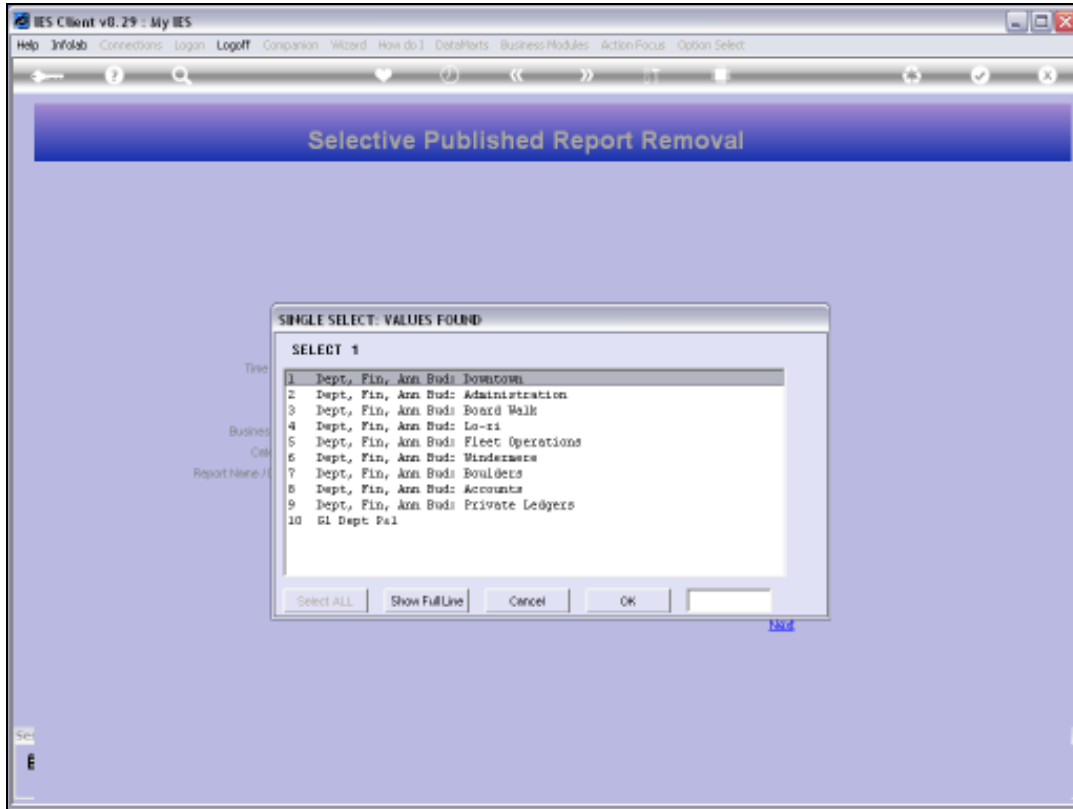 IES Client v8.29 : My IES
Help Infolab Connections Logon Logoff Companion Wizard How do I DataMarts Business Modules Action Focus Option Select
Selective Published Report Removal
SINGLE SELECT: VALUES FOUND
SELECT 1
Time
1 Dept, Fin, Ann Bud: Downtown
2 Dept, Fin, Ann Bud: Administration
3 Dept, Fin, Ann Bud: Board Walk
4 Dept, Fin, Ann Bud: Lo-ri
5 Dept, Fin, Ann Bud: Fleet Operations
6 Dept, Fin, Ann Bud: Windermere
7 Dept, Fin, Ann Bud: Boulders
8 Dept, Fin, Ann Bud: Accounts
9 Dept, Fin, Ann Bud: Private Ledgers
10 Gl Dept P&l
Busines
Report Name /
Select ALL Show Full Line Cancel OK
Next
Se